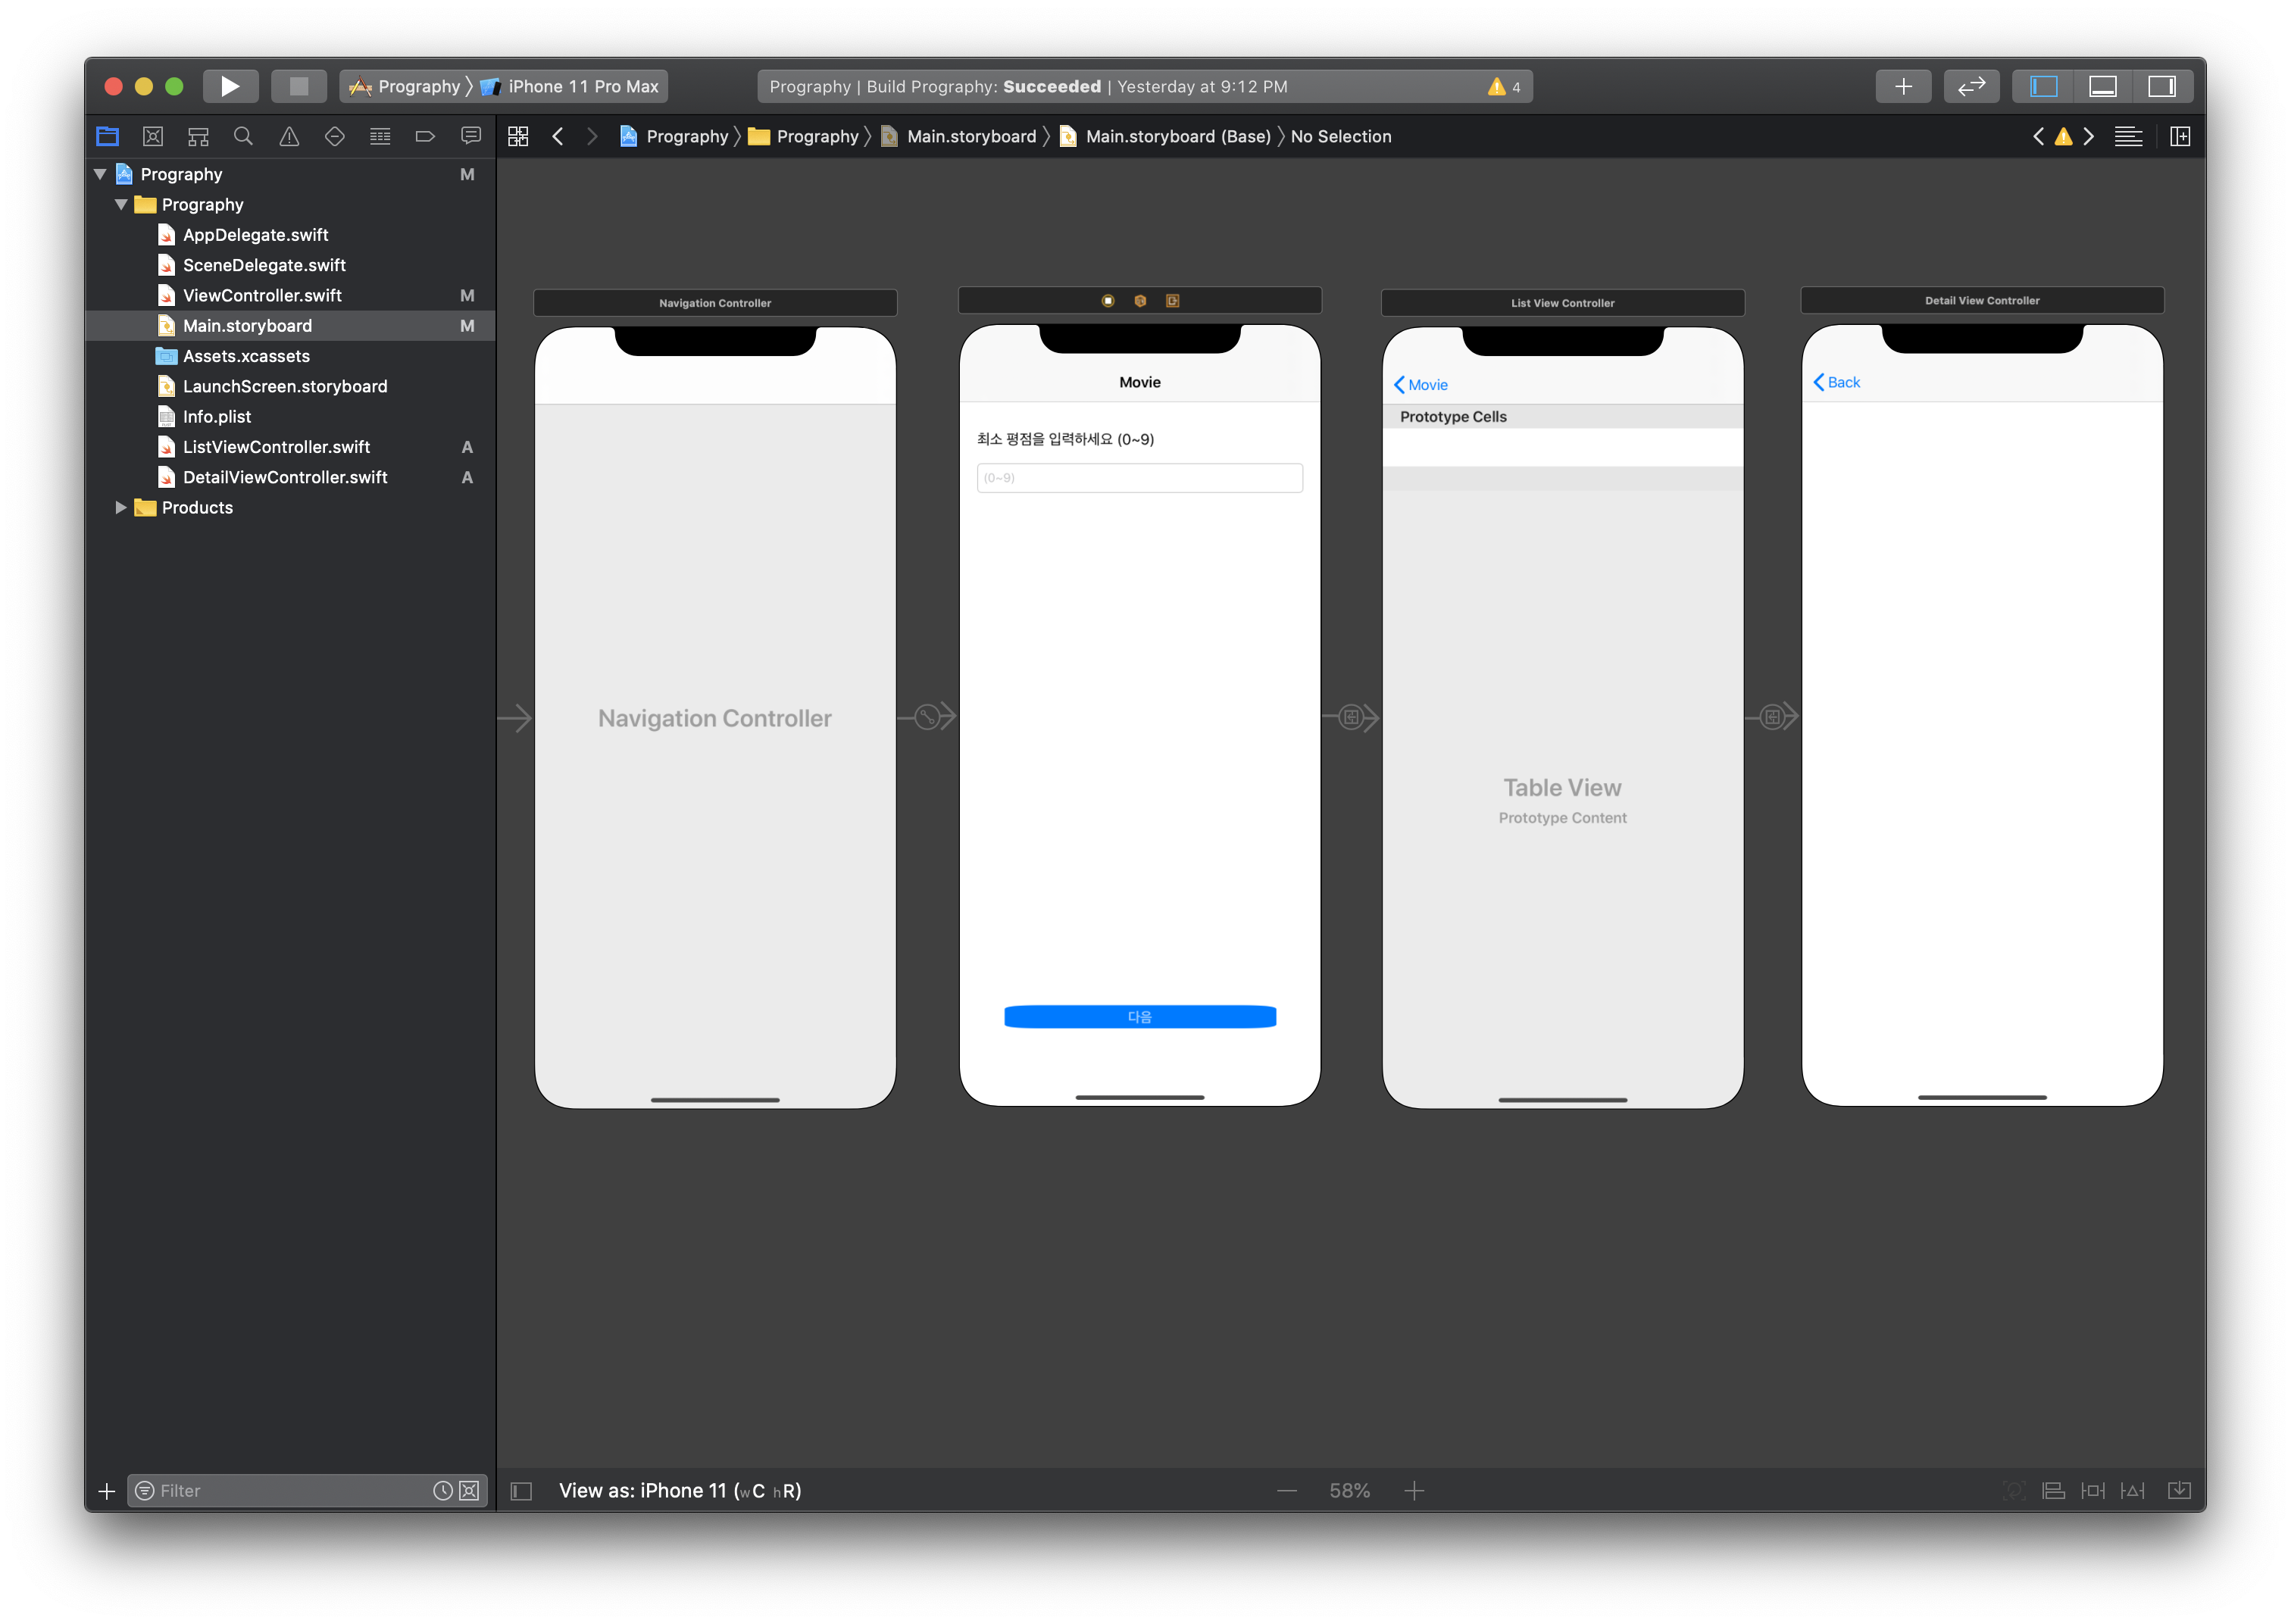 Prography 〉 iPhone 11 Pro Max
Prography | Build Prography: Succeeded | Yesterday at 9:12 PM
4
Prography 〉 Prography 〉 Main.storyboard 〉 Main.storyboard (Base) 〉 No Selection
Prography M
Prography
AppDelegate.swift
SceneDelegate.swift
ViewController.swift M
Main.storyboard M
Assets.xcassets
LaunchScreen.storyboard
Info.plist
ListViewController.swift A
DetailViewController.swift A
Products
Navigation Controller
Navigation Controller
Movie
최소 평점을 입력하세요 (0~9)
(0~9)
다음
List View Controller
Movie
Prototype Cells
Table View
Prototype Content
Detail View Controller
Back
Filter
View as: iPhone 11 (wC hR)
58%